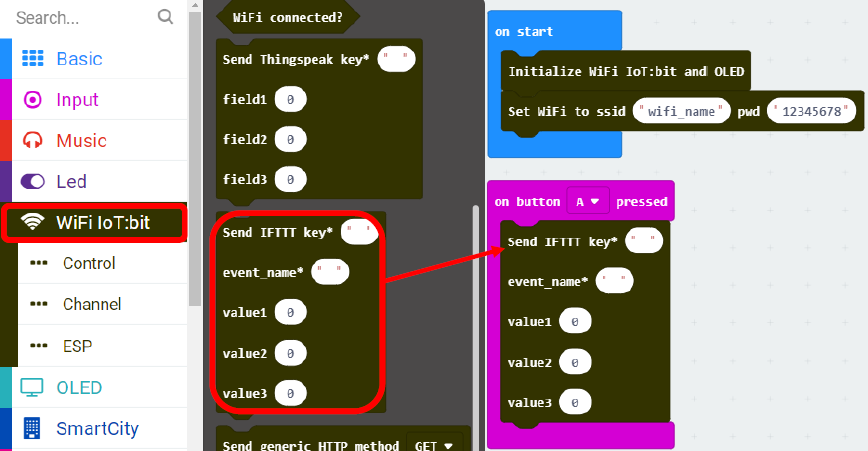 Search...
Basic
Input
Music
Led
WiFi IoT:bit
Control
Channel
ESP
OLED
SmartCity
WiFi connected?
Send Thingspeak key* " "
field1 0
field2 0
field3 0
Send IFTTT key* " "
event_name* " "
value1 0
value2 0
value3 0
Send generic HTTP method GET
on start
Initialize WiFi IoT:bit and OLED
Set WiFi to ssid "wifi_name" pwd "12345678"
on button A pressed
Send IFTTT key* " "
event_name* " "
value1 0
value2 0
value3 0